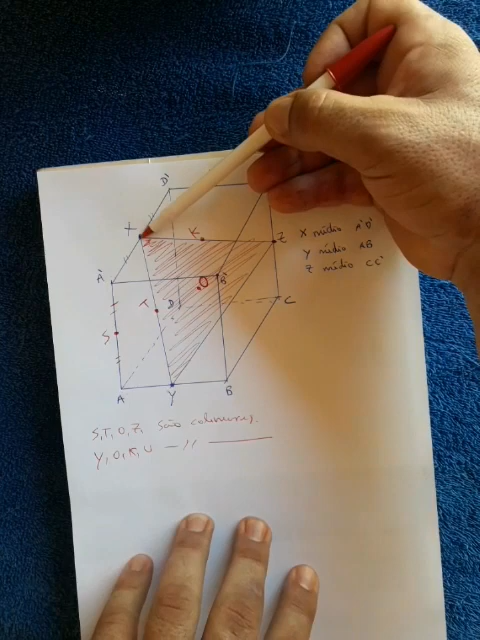 D'
X
K
Z
A'
B'
O
T
D
C
S
A
Y
B
X médio A'D'
Y médio AB
Z médio CC'
S,T,O,Z, são colineares.
Y,O,K,U — // ———